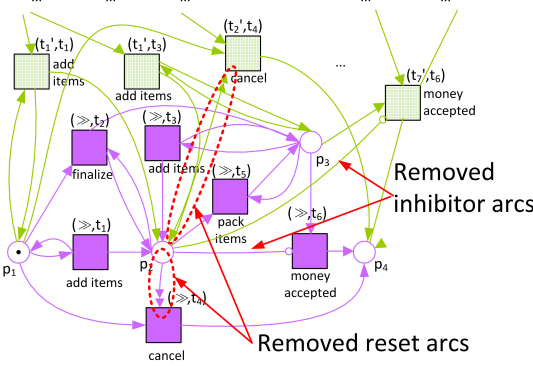 ... ... ... ... ...
(t₁',t₁)
add
items
(t₁',t₃)
add items
(t₂',t₄)
cancel
...
(t₇',t₆)
money
accepted
(≫,t₂)
finalize
(≫,t₃)
add items
p₃
(≫,t₅)
pack
items
Removed
inhibitor arcs
(≫,t₁)
add items
p₁
p₂
(≫,t₆)
money
accepted
p₄
(≫,t₄)
cancel
Removed reset arcs